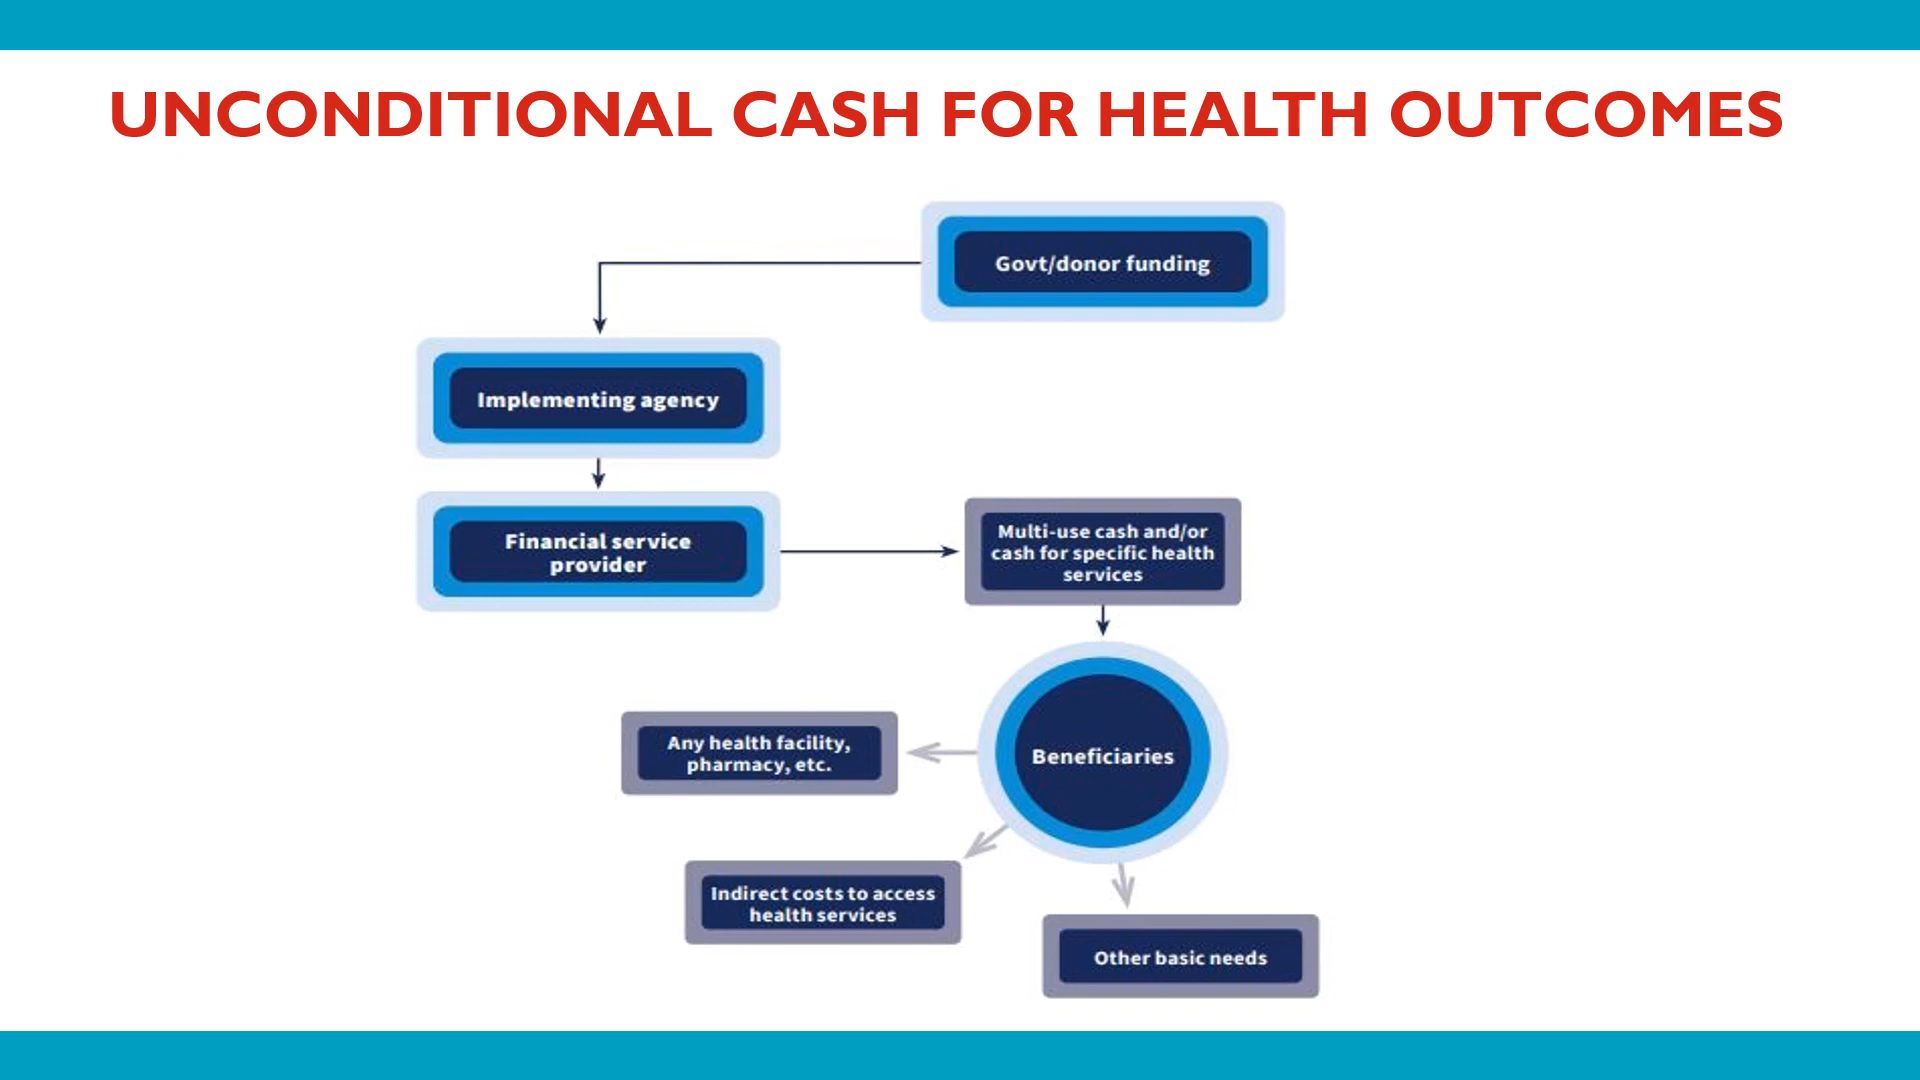 UNCONDITIONAL CASH FOR HEALTH OUTCOMES
Govt/donor funding
Implementing agency
Financial service
provider
Multi-use cash and/or
cash for specific health
services
Beneficiaries
Any health facility,
pharmacy, etc.
Indirect costs to access
health services
Other basic needs